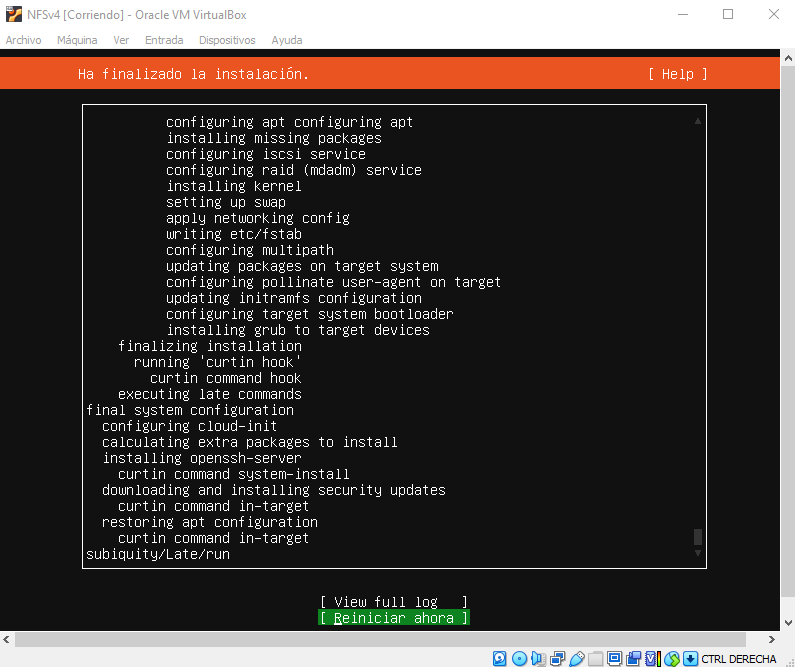 NFSv4 [Corriendo] - Oracle VM VirtualBox
Archivo Máquina Ver Entrada Dispositivos Ayuda
Ha finalizado la instalación. [ Help ]
configuring apt configuring apt
installing missing packages
configuring iscsi service
configuring raid (mdadm) service
installing kernel
setting up swap
apply networking config
writing etc/fstab
configuring multipath
updating packages on target system
configuring pollinate user-agent on target
updating initramfs configuration
configuring target system bootloader
installing grub to target devices
finalizing installation
running 'curtin hook'
curtin command hook
executing late commands
final system configuration
configuring cloud-init
calculating extra packages to install
installing openssh-server
curtin command system-install
downloading and installing security updates
curtin command in-target
restoring apt configuration
curtin command in-target
subiquity/Late/run
[ View full log ]
[ Reiniciar ahora ]
CTRL DERECHA